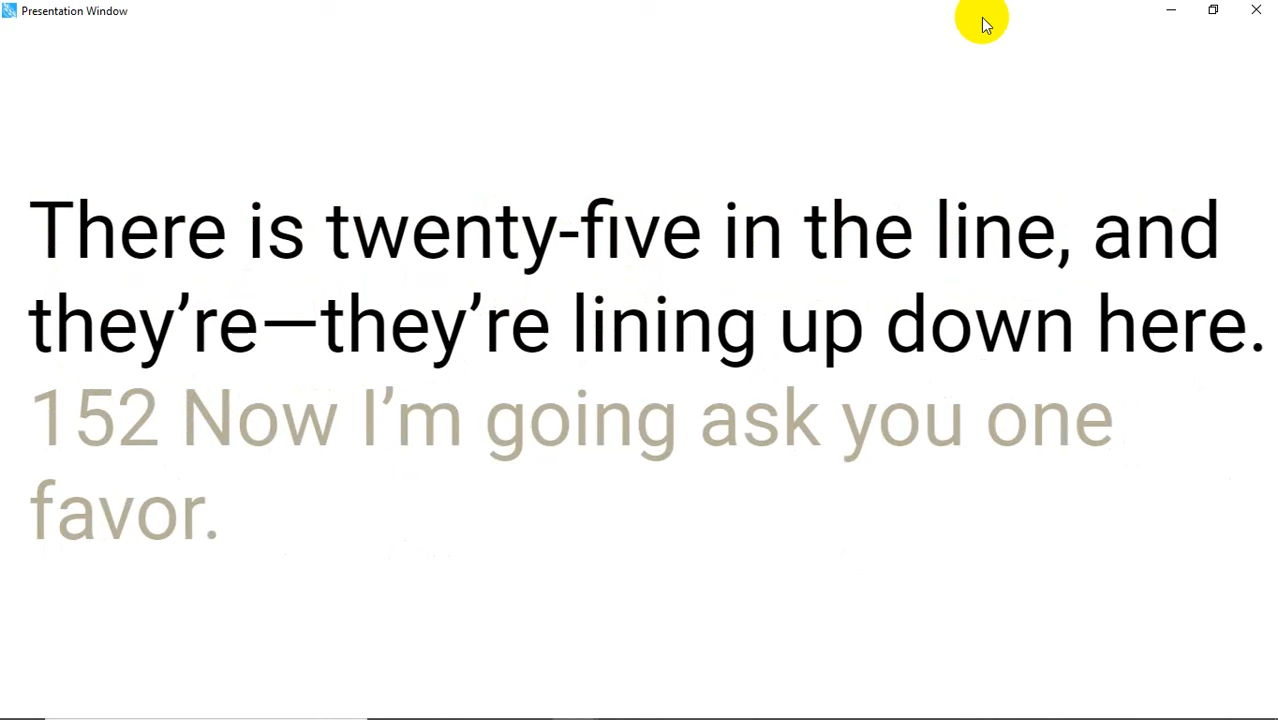 Presentation Window
There is twenty-five in the line, and
they’re—they’re lining up down here.
152 Now I’m going ask you one
favor.